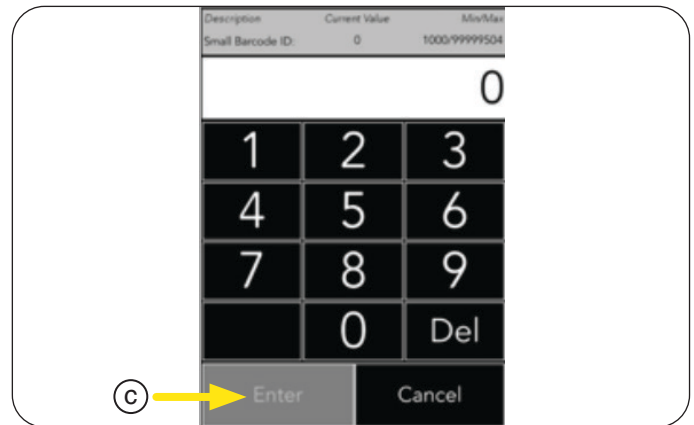 Description Current Value Min/Max
Small Barcode ID: 0 1000/99999504
0
1 2 3
4 5 6
7 8 9
0 Del
C Enter Cancel